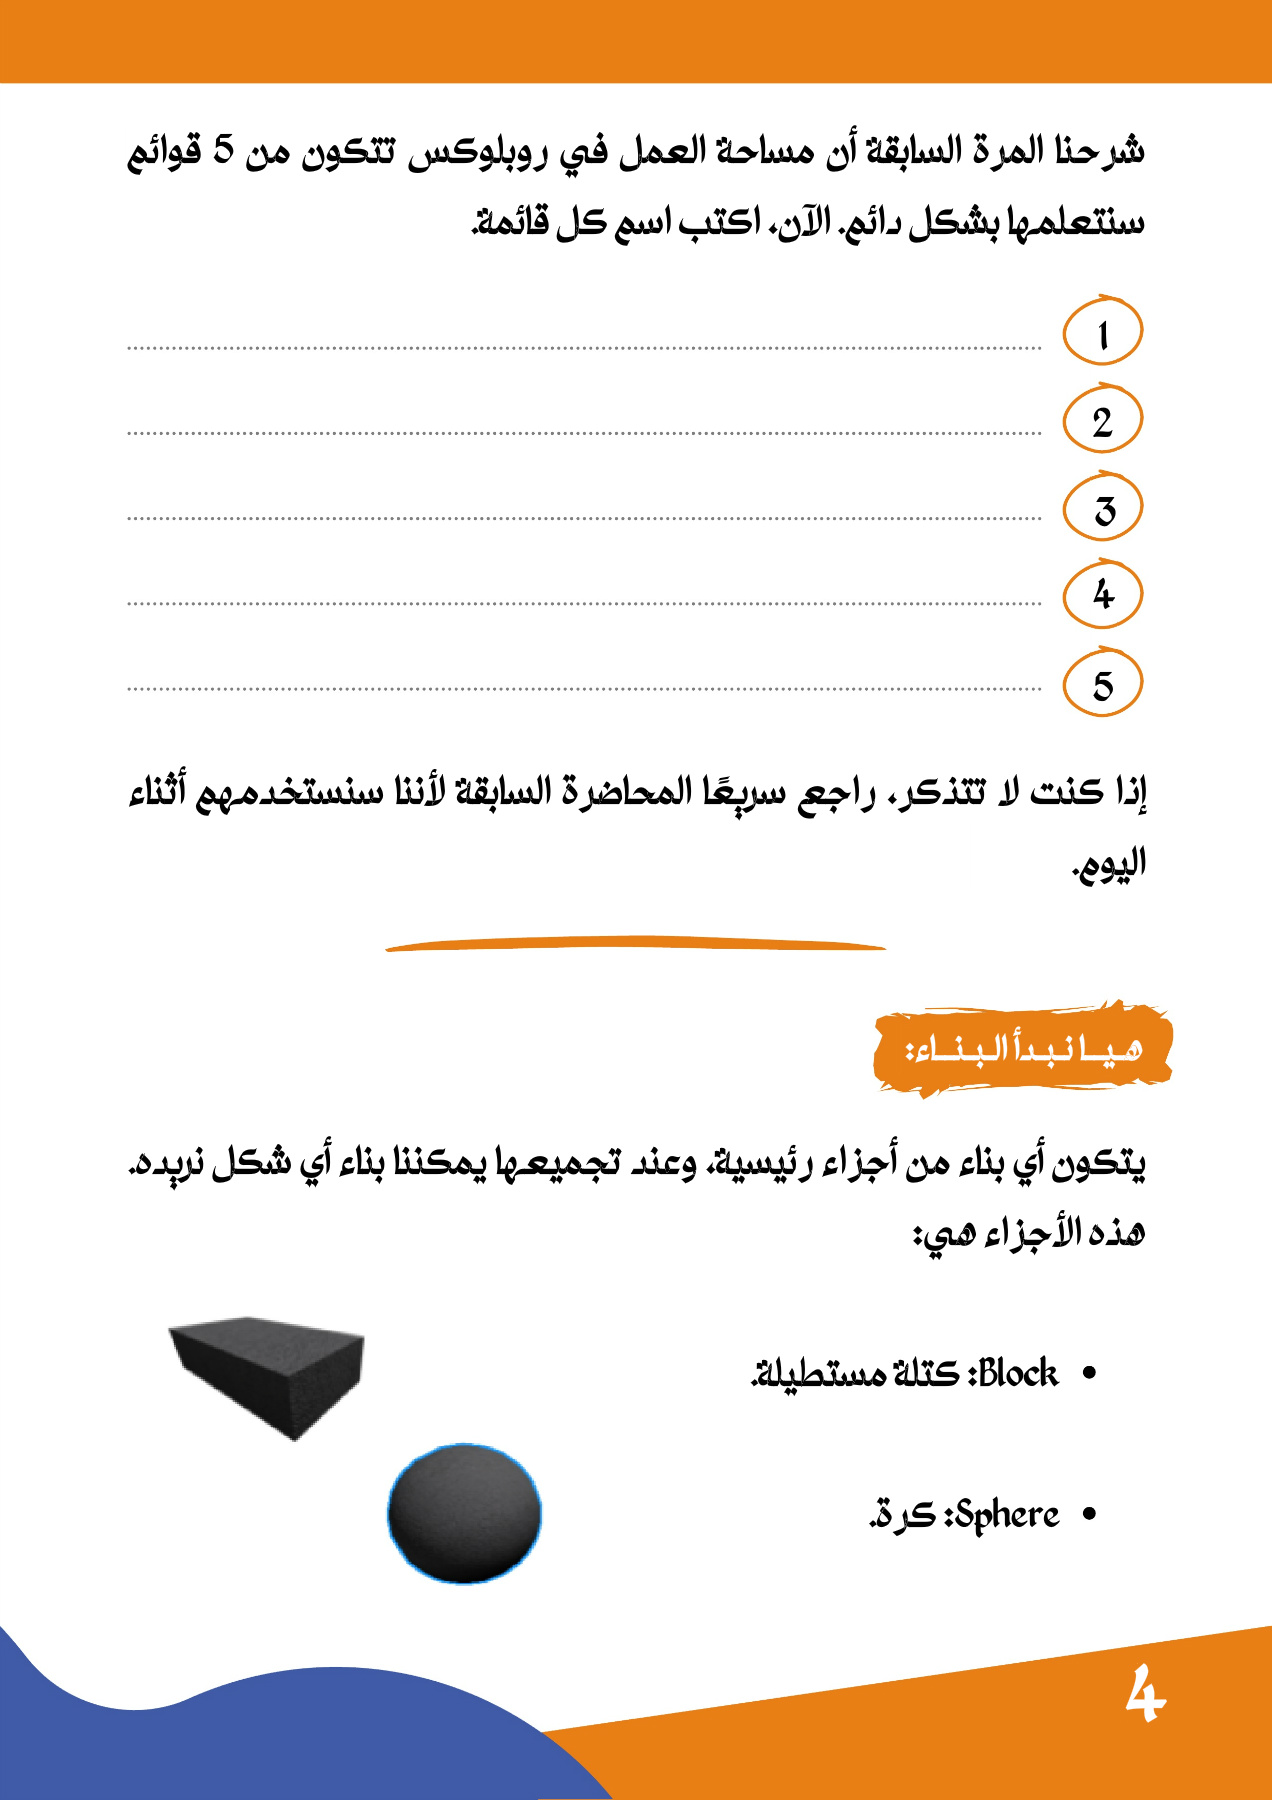 شرحنا المرة السابقة أن مساحة العمل في روبلوكس تتكون من 5 قوائم
سنتعلمها بشكل دائم. الآن، اكتب اسم كل قائمة.
1
2
3
4
5
إذا كنت لا تتذكر، راجع سريعًا المحاضرة السابقة لأننا سنستخدمهم أثناء
اليوم.
هيا نبدأ البناء:
يتكون أي بناء من أجزاء رئيسية، وعند تجميعها يمكننا بناء أي شكل نريده.
هذه الأجزاء هي:
• Block: كتلة مستطيلة.
• Sphere: كرة.
4